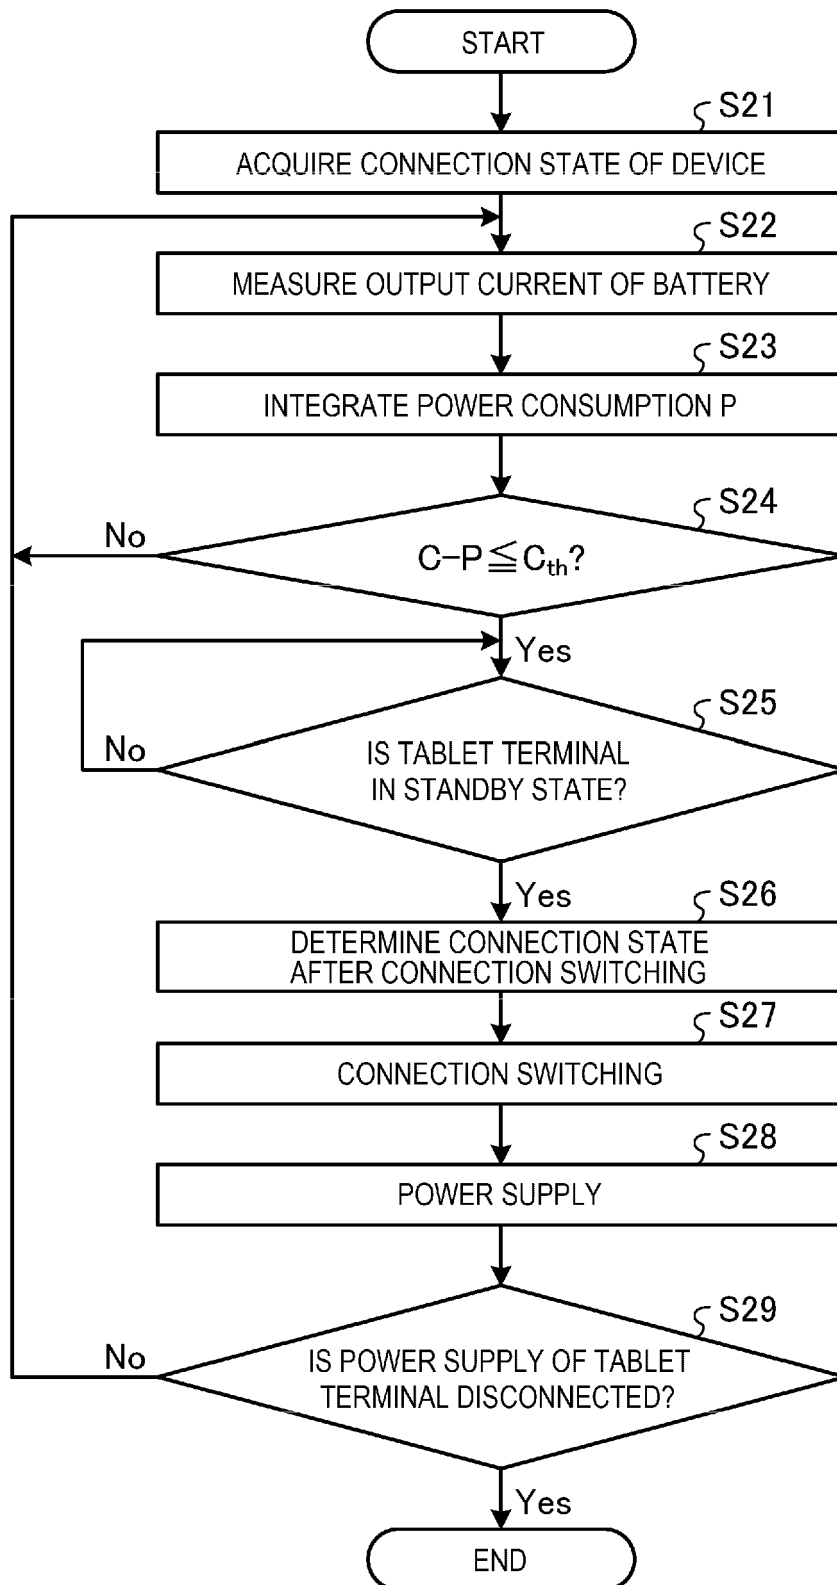 START
S21
ACQUIRE CONNECTION STATE OF DEVICE
S22
MEASURE OUTPUT CURRENT OF BATTERY
S23
INTEGRATE POWER CONSUMPTION P
S24
No
C-P≦Cth?
Yes
S25
No
IS TABLET TERMINAL
IN STANDBY STATE?
Yes
S26
DETERMINE CONNECTION STATE
AFTER CONNECTION SWITCHING
S27
CONNECTION SWITCHING
S28
POWER SUPPLY
S29
No
IS POWER SUPPLY OF TABLET
TERMINAL DISCONNECTED?
Yes
END